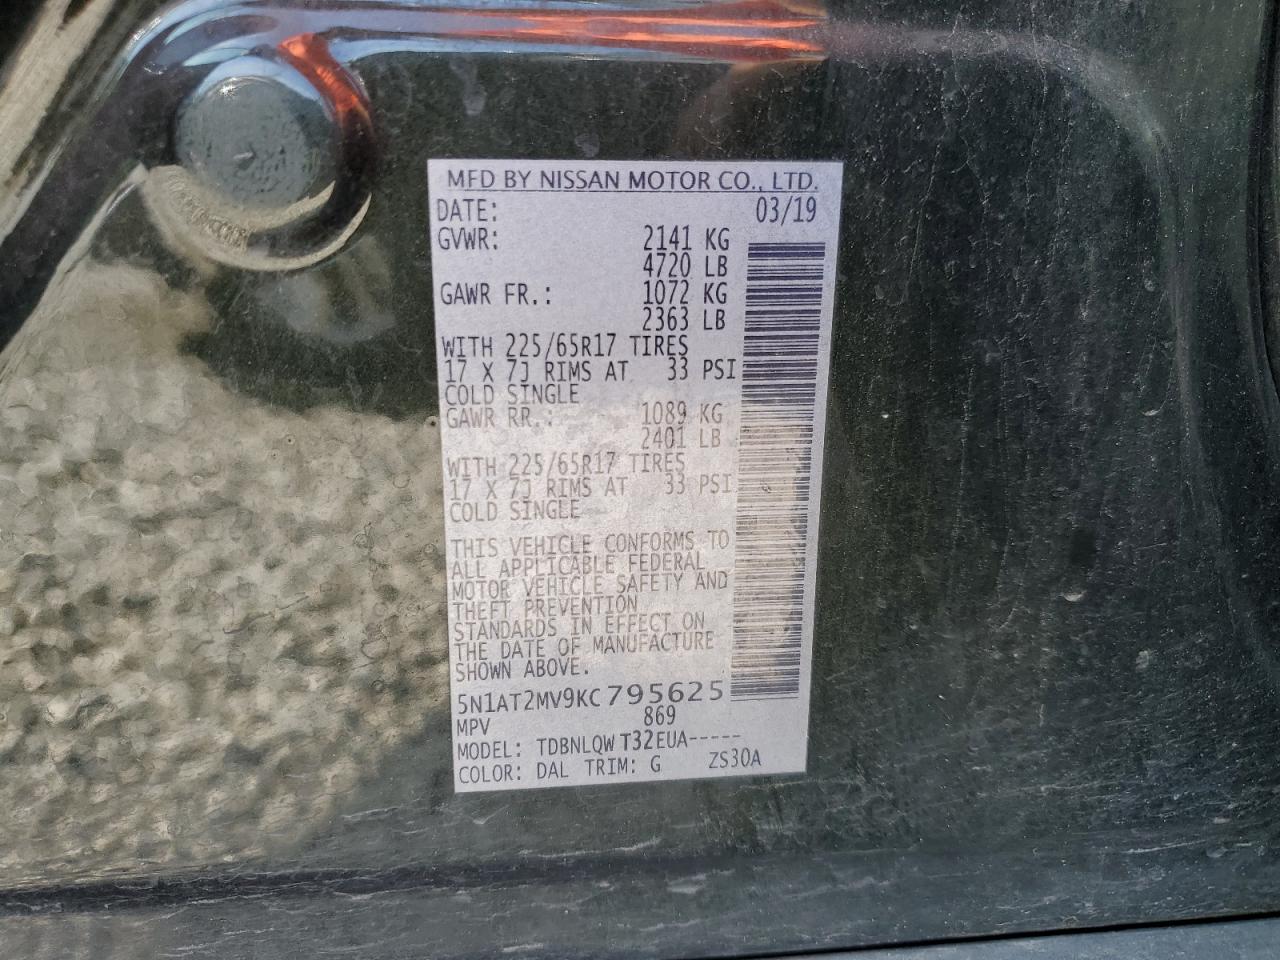 MFD BY NISSAN MOTOR CO., LTD.
DATE: 03/19
GVWR: 2141 KG
4720 LB
GAWR FR.: 1072 KG
2363 LB
WITH 225/65R17 TIRES
17 X 7J RIMS AT 33 PSI
COLD SINGLE
GAWR RR.: 1089 KG
2401 LB
WITH 225/65R17 TIRES
17 X 7J RIMS AT 33 PSI
COLD SINGLE
THIS VEHICLE CONFORMS TO
ALL APPLICABLE FEDERAL
MOTOR VEHICLE SAFETY AND
THEFT PREVENTION
STANDARDS IN EFFECT ON
THE DATE OF MANUFACTURE
SHOWN ABOVE.
5N1AT2MV9KC795625
MPV 869
MODEL: TDBNLQWT32EUA-----
COLOR: DAL TRIM: G ZS30A